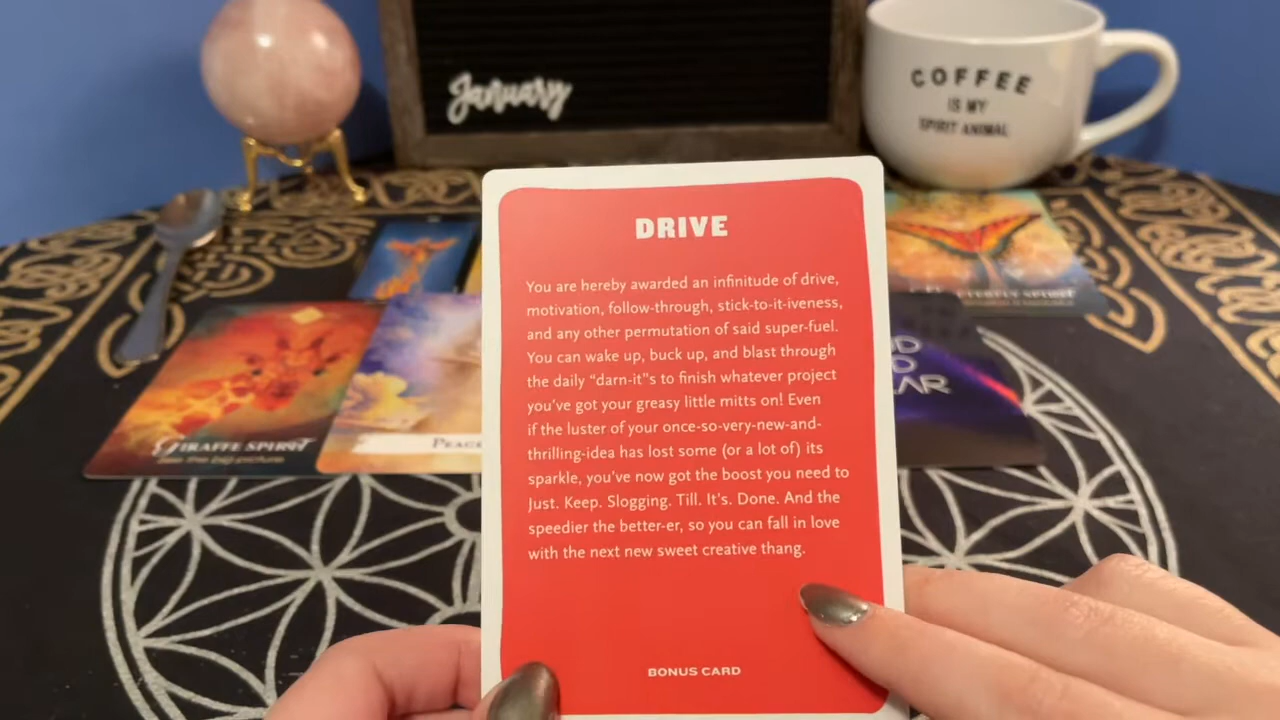 January
COFFEE
IS MY
SPIRIT ANIMAL
DRIVE
You are hereby awarded an infinitude of drive,
motivation, follow-through, stick-to-it-iveness,
and any other permutation of said super-fuel.
You can wake up, buck up, and blast through
the daily “darn-it”s to finish whatever project
you’ve got your greasy little mitts on! Even
if the luster of your once-so-very-new-and-
thrilling-idea has lost some (or a lot of) its
sparkle, you’ve now got the boost you need to
Just. Keep. Slogging. Till. It’s. Done. And the
speedier the better-er, so you can fall in love
with the next new sweet creative thang.
BONUS CARD
GIRAFFE SPIRIT
See the big picture
PEAC
SPIRIT